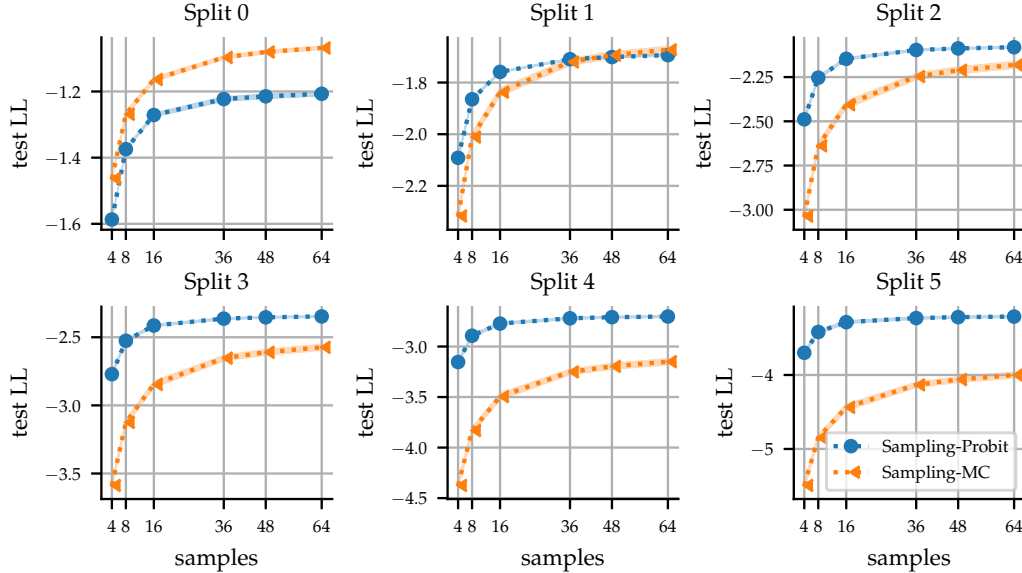 Split 0
Split 1
Split 2
test LL
−1.2
−1.4
−1.6
4 8 16 36 48 64
test LL
−1.8
−2.0
−2.2
4 8 16 36 48 64
test LL
−2.25
−2.50
−2.75
−3.00
4 8 16 36 48 64
Split 3
Split 4
Split 5
test LL
−2.5
−3.0
−3.5
4 8 16 36 48 64
samples
test LL
−3.0
−3.5
−4.0
−4.5
4 8 16 36 48 64
samples
test LL
−4
−5
4 8 16 36 48 64
samples
Sampling-Probit
Sampling-MC